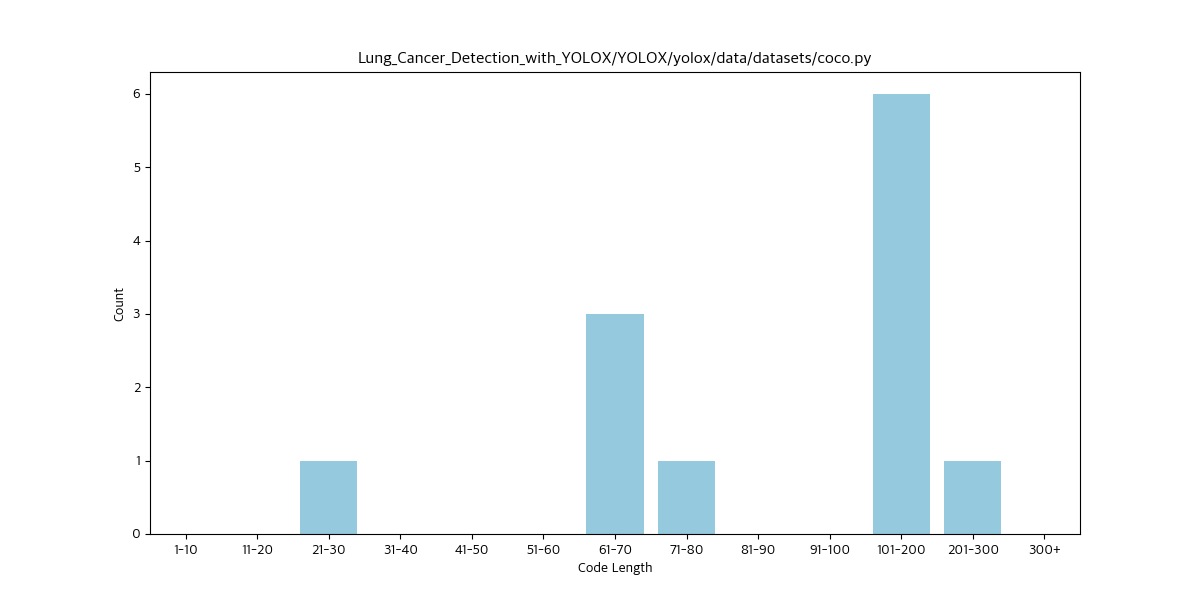 Lung_Cancer_Detection_with_YOLOX/YOLOX/yolox/data/datasets/coco.py
6
5
4
3
2
1
0
Count
1-10 11-20 21-30 31-40 41-50 51-60 61-70 71-80 81-90 91-100 101-200 201-300 300+
Code Length